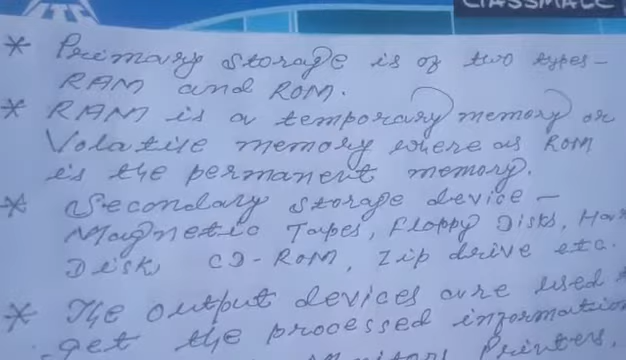 CLASSMATE
* Primary storage is of two types -
RAM and ROM.
* RAM is a temporary memory or
Volatile memory where as ROM
is the permanent memory.
* Secondary storage device -
Magnetic Tapes, Floppy Disks, Ha
Disk, CD-ROM, Zip drive etc.
* The output devices are used
get the processed information
Monitors, Printers,